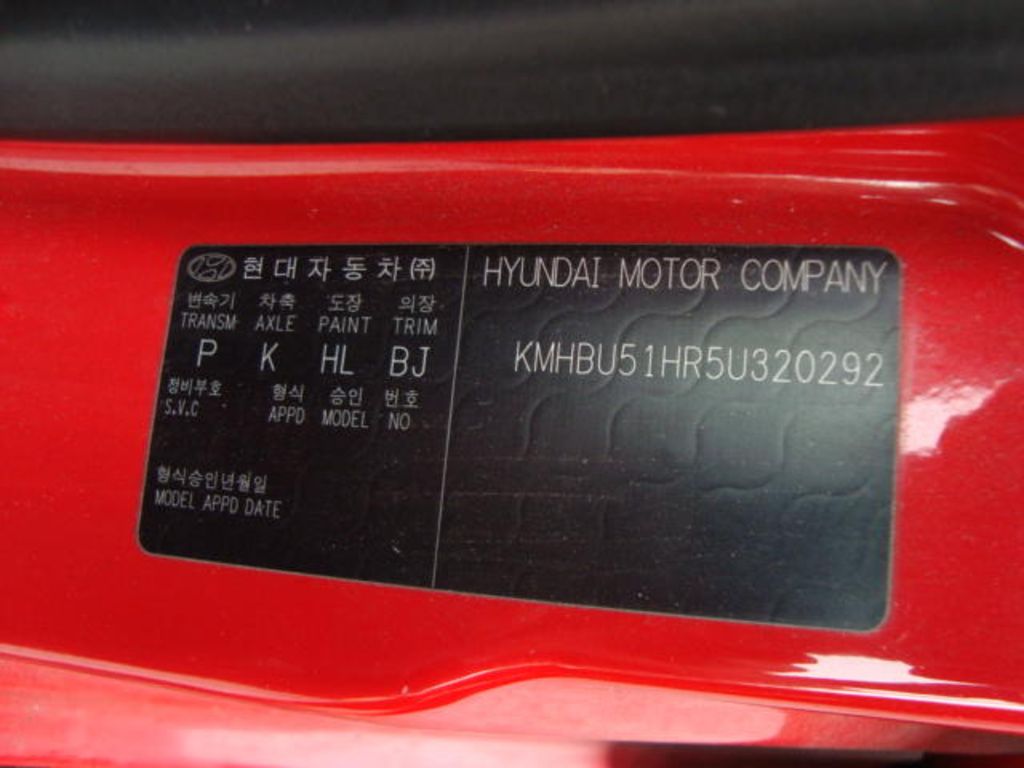 현대자동차㈜
변속기 차축 도장 의장
TRANSM AXLE PAINT TRIM
P K HL BJ
정비부호 형식 승인 번호
S.V.C APPD MODEL NO
형식승인년월일
MODEL APPD DATE
HYUNDAI MOTOR COMPANY
KMHBU51HR5U320292